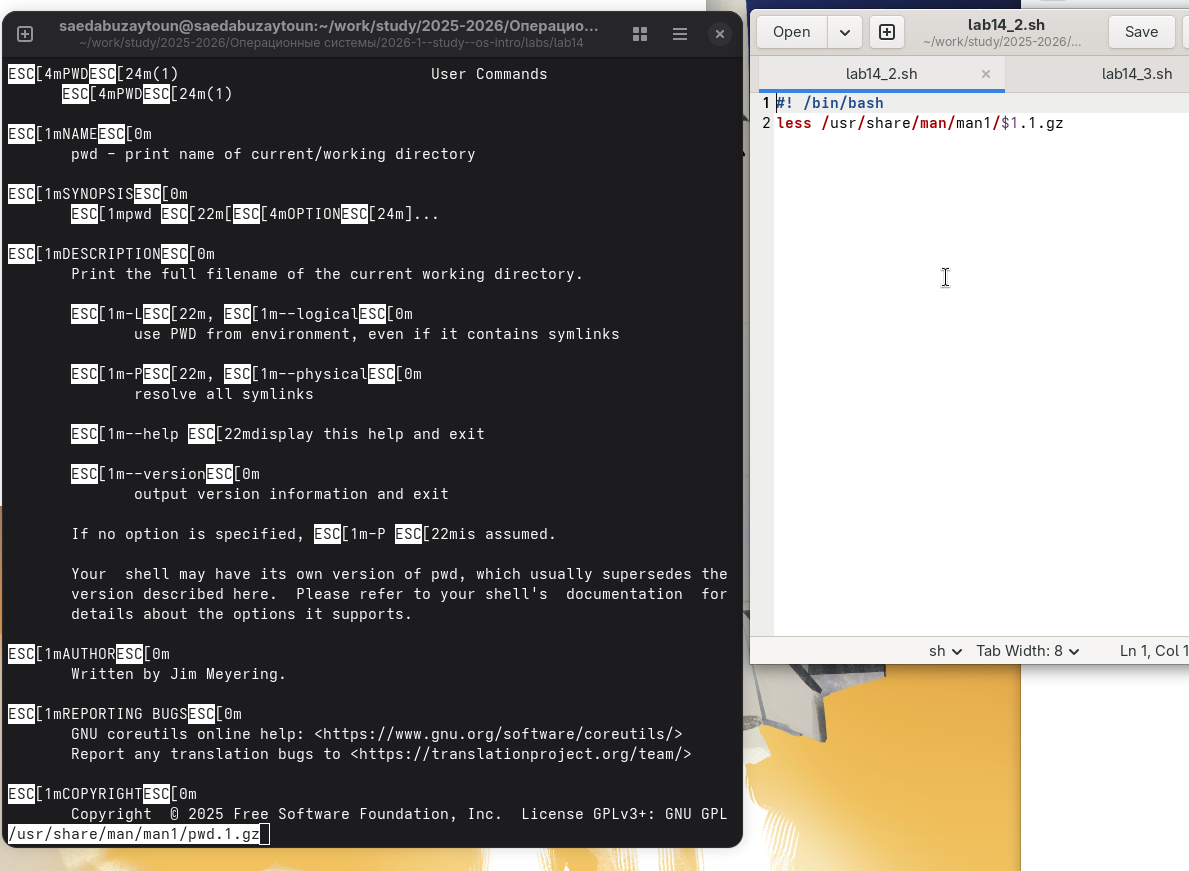 saedabuzaytoun@saedabuzaytoun:~/work/study/2025-2026/Операцио...
~/work/study/2025-2026/Операционные системы/2026-1--study--os-intro/labs/lab14
ESC[4mPWDESC[24m(1) User Commands
ESC[4mPWDESC[24m(1)
ESC[1mNAMEESC[0m
pwd - print name of current/working directory
ESC[1mSYNOPSISESC[0m
ESC[1mpwd ESC[22m[ESC[4mOPTIONESC[24m]...
ESC[1mDESCRIPTIONESC[0m
Print the full filename of the current working directory.
ESC[1m-LESC[22m, ESC[1m--logicalESC[0m
use PWD from environment, even if it contains symlinks
ESC[1m-PESC[22m, ESC[1m--physicalESC[0m
resolve all symlinks
ESC[1m--help ESC[22mdisplay this help and exit
ESC[1m--versionESC[0m
output version information and exit
If no option is specified, ESC[1m-P ESC[22mis assumed.
Your  shell may have its own version of pwd, which usually supersedes the
version described here.  Please refer to your shell's  documentation  for
details about the options it supports.
ESC[1mAUTHORESC[0m
Written by Jim Meyering.
ESC[1mREPORTING BUGSESC[0m
GNU coreutils online help: <https://www.gnu.org/software/coreutils/>
Report any translation bugs to <https://translationproject.org/team/>
ESC[1mCOPYRIGHTESC[0m
Copyright  © 2025 Free Software Foundation, Inc.  License GPLv3+: GNU GPL
/usr/share/man/man1/pwd.1.gz
Open
lab14_2.sh
~/work/study/2025-2026/...
Save
lab14_2.sh × lab14_3.sh
1 #! /bin/bash
2 less /usr/share/man/man1/$1.1.gz
sh Tab Width: 8 Ln 1, Col 1